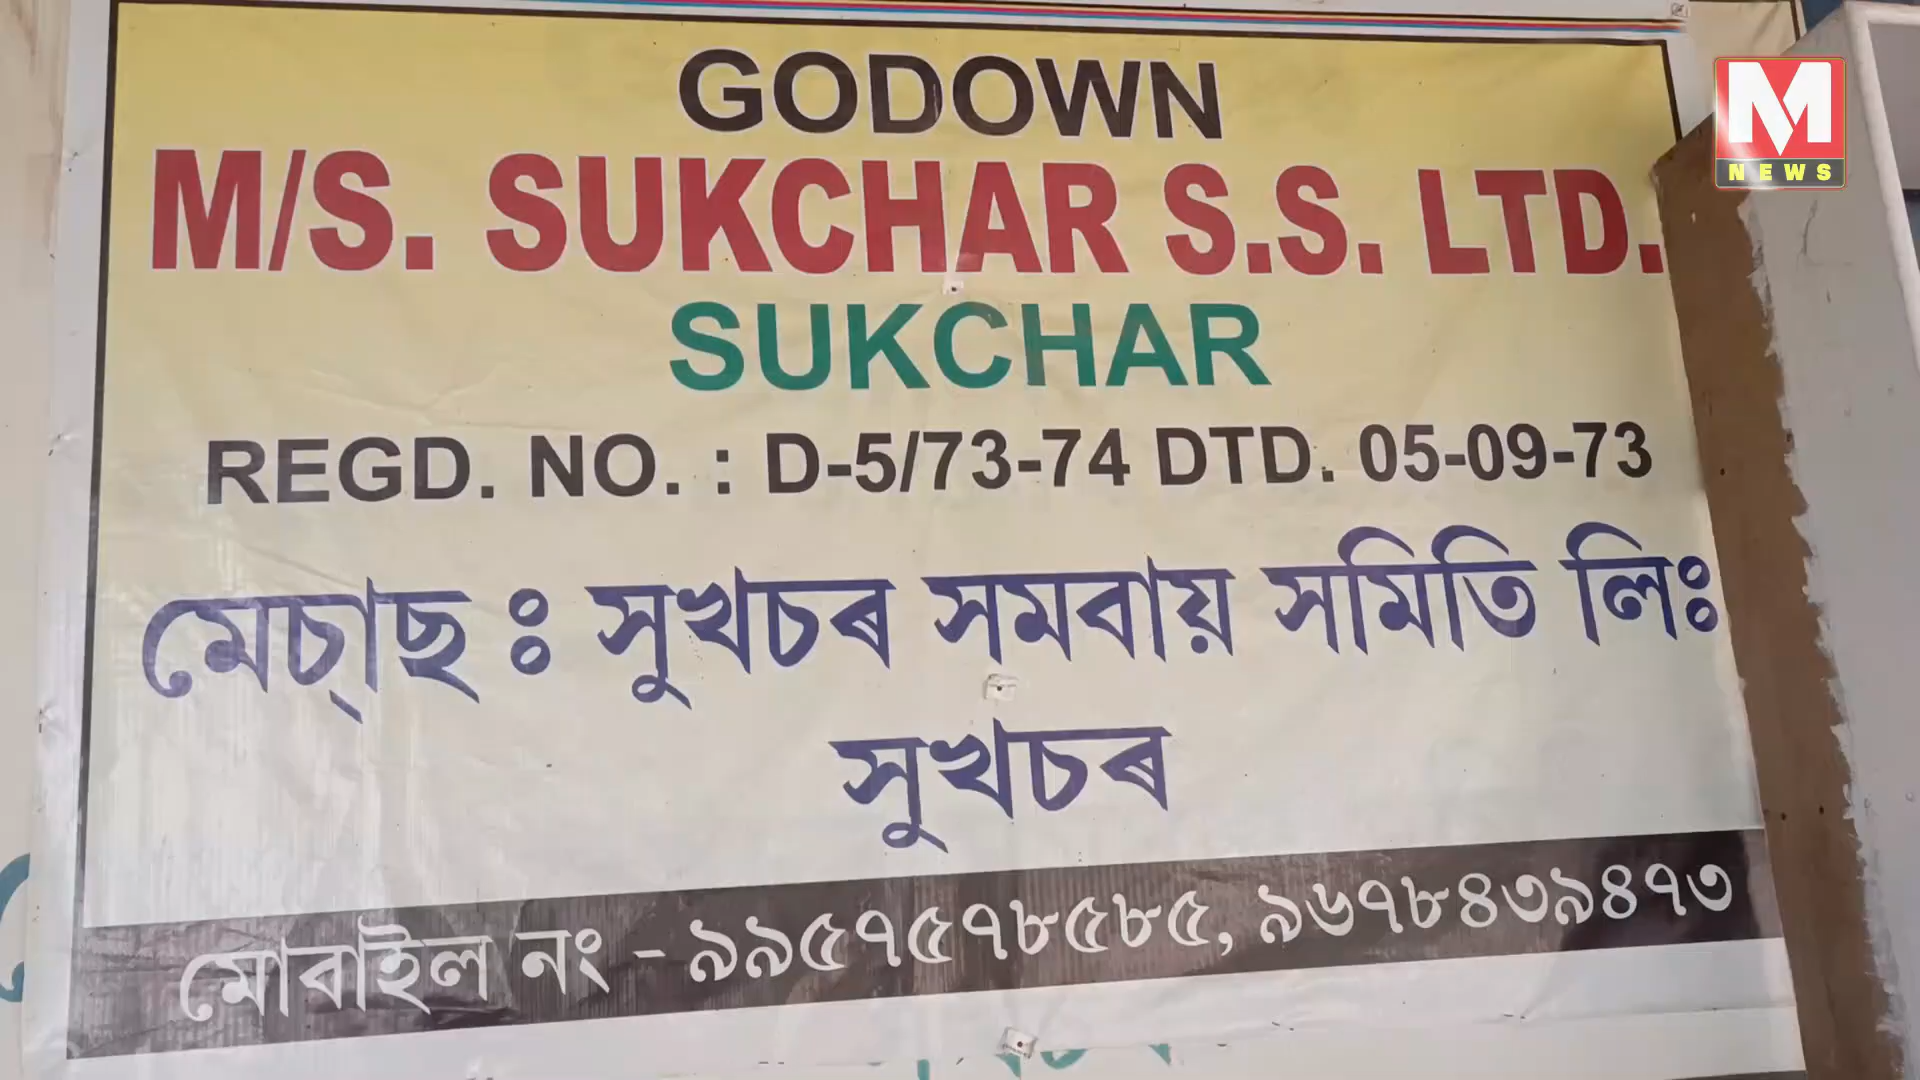 GODOWN
M/S. SUKCHAR S.S. LTD.
SUKCHAR
REGD. NO. : D-5/73-74 DTD. 05-09-73
মেচাৰ্ছ ঃ সুখচৰ সমবায় সমিতি লিঃ
সুখচৰ
মোবাইল নং - ৯৯৫৭৫৭৮৫৮৫, ৯৬৭৮৪৩৯৪৭৩
M
NEWS